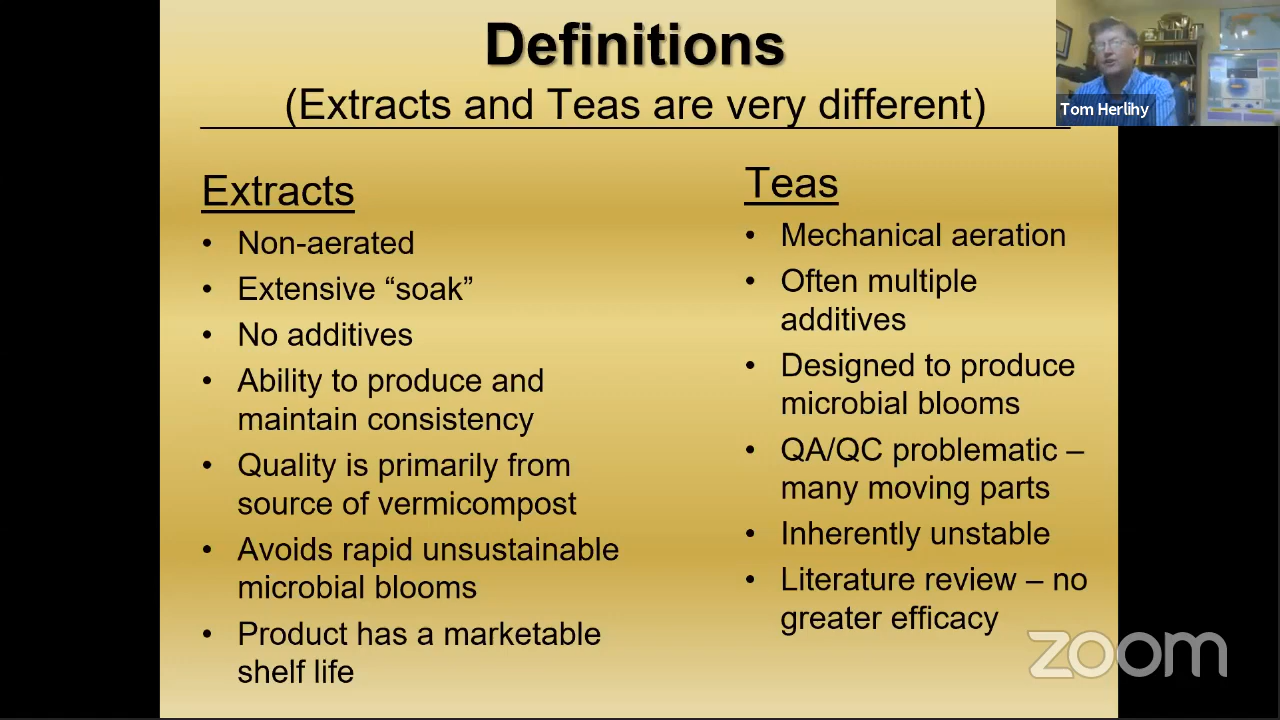 Definitions
(Extracts and Teas are very different)
Tom Herlihy
Extracts
• Non-aerated
• Extensive “soak”
• No additives
• Ability to produce and
maintain consistency
• Quality is primarily from
source of vermicompost
• Avoids rapid unsustainable
microbial blooms
• Product has a marketable
shelf life
Teas
• Mechanical aeration
• Often multiple
additives
• Designed to produce
microbial blooms
• QA/QC problematic –
many moving parts
• Inherently unstable
• Literature review – no
greater efficacy
zoom